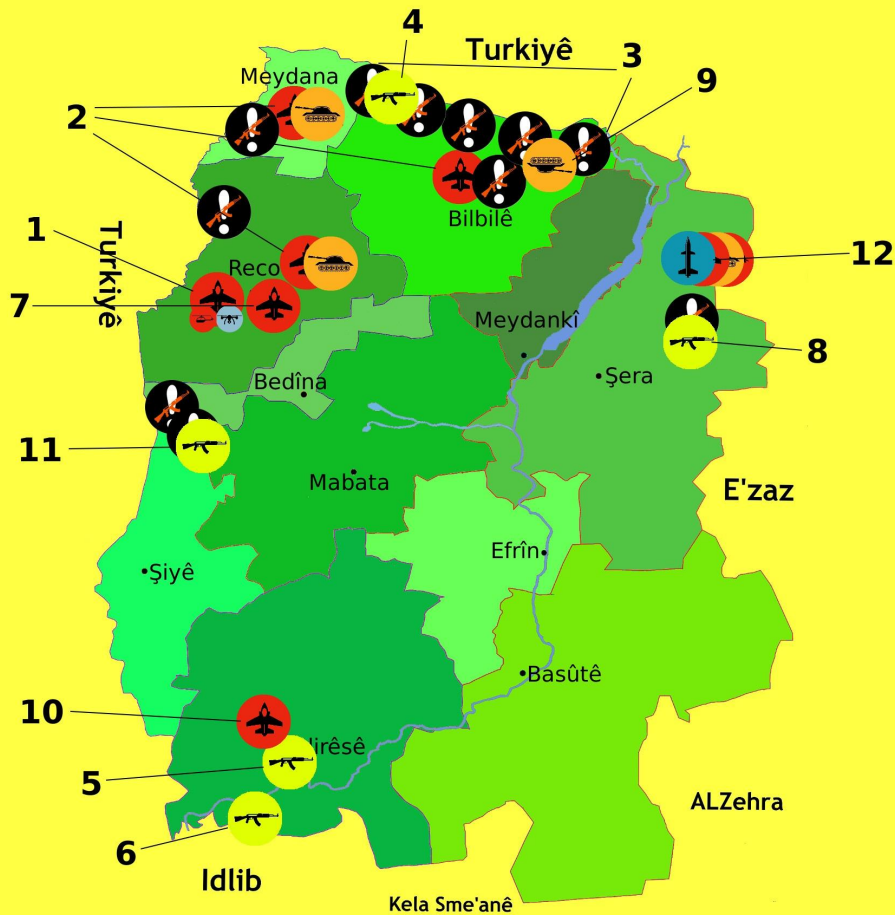 4
Turkiyê
3
Meydana
9
2
Bilbilê
1
Turkiyê
Reco
12
7
Meydankî
8
Bedîna
Şera
11
Mabata
E'zaz
Efrîn
Şiyê
Basûtê
10
irêsê
5
ALZehra
6
Idlib
Kela Sme'anê